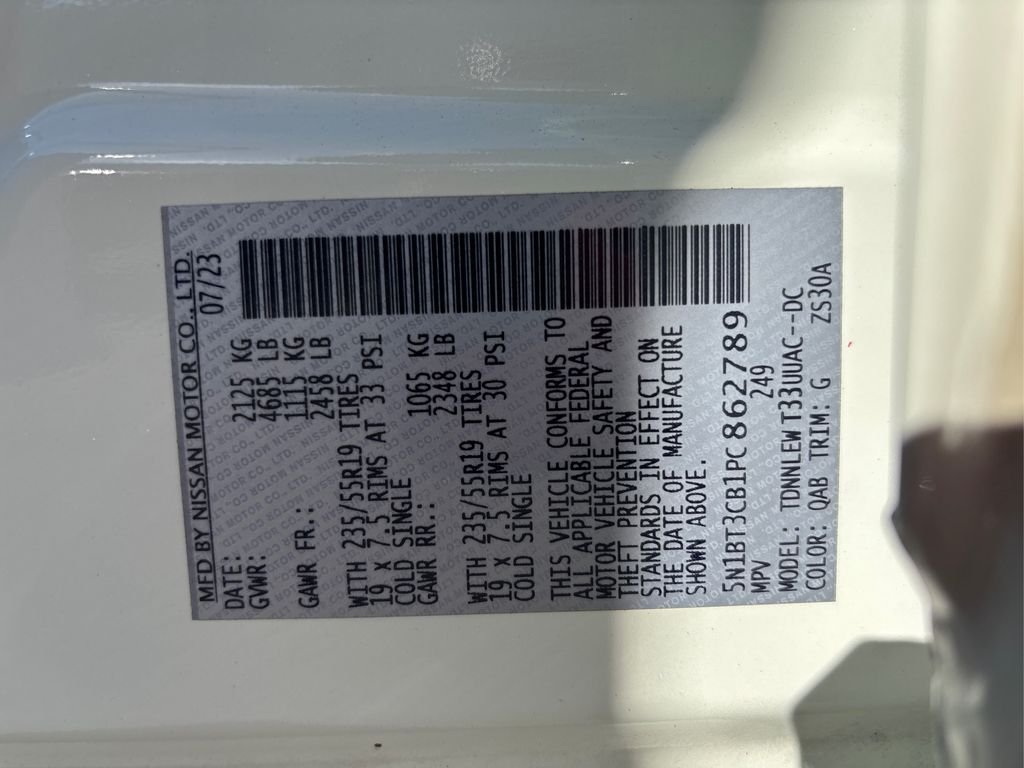 MFD BY NISSAN MOTOR CO., LTD.
DATE: 07/23
GVWR: 2125 KG
4685 LB
GAWR FR.: 1115 KG
2458 LB
WITH 235/55R19 TIRES
19 x 7.5 RIMS AT 33 PSI
COLD SINGLE
GAWR RR.: 1065 KG
2348 LB
WITH 235/55R19 TIRES
19 x 7.5 RIMS AT 30 PSI
COLD SINGLE
THIS VEHICLE CONFORMS TO
ALL APPLICABLE FEDERAL
MOTOR VEHICLE SAFETY AND
THEFT PREVENTION
STANDARDS IN EFFECT ON
THE DATE OF MANUFACTURE
SHOWN ABOVE.
5N1BT3CB1PC862789
MPV 249
MODEL: TDNNLEW T33UUAC---DC
COLOR: QAB TRIM: G ZS30A